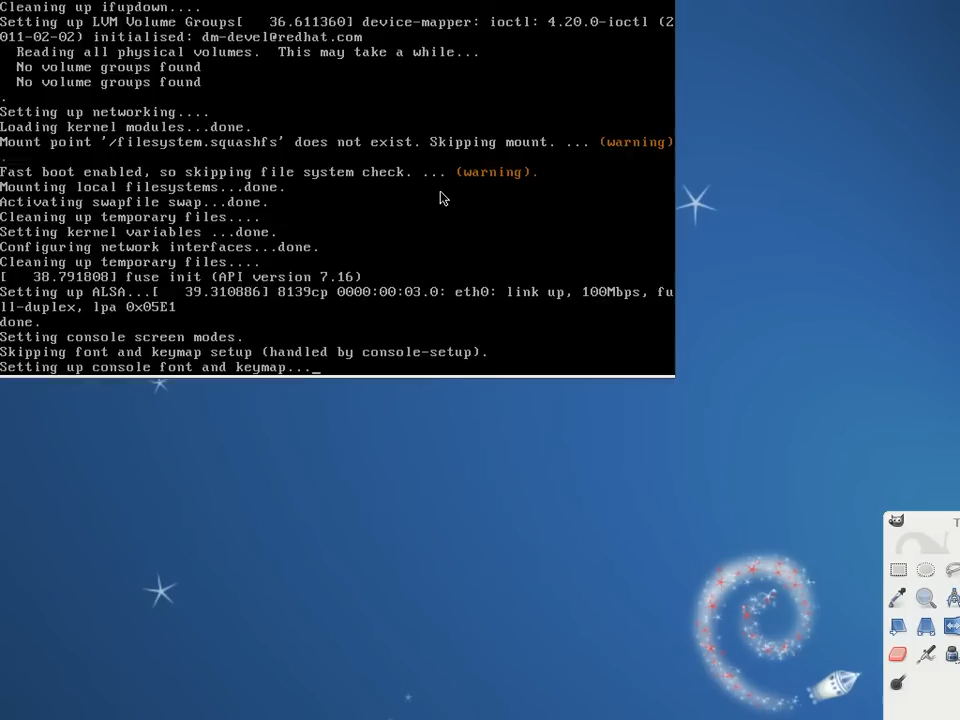 Cleaning up ifupdown....
Setting up LVM Volume Groups[   36.611360] device-mapper: ioctl: 4.20.0-ioctl (2
011-02-02) initialised: dm-devel@redhat.com
  Reading all physical volumes.  This may take a while...
  No volume groups found
  No volume groups found
.
Setting up networking....
Loading kernel modules...done.
Mount point '/filesystem.squashfs' does not exist. Skipping mount. ... (warning)
.
Fast boot enabled, so skipping file system check. ... (warning).
Mounting local filesystems...done.
Activating swapfile swap...done.
Cleaning up temporary files....
Setting kernel variables ...done.
Configuring network interfaces...done.
Cleaning up temporary files....
[   38.791808] fuse init (API version 7.16)
Setting up ALSA...[   39.310886] 8139cp 0000:00:03.0: eth0: link up, 100Mbps, fu
ll-duplex, lpa 0x05E1
done.
Setting console screen modes.
Skipping font and keymap setup (handled by console-setup).
Setting up console font and keymap..._
T